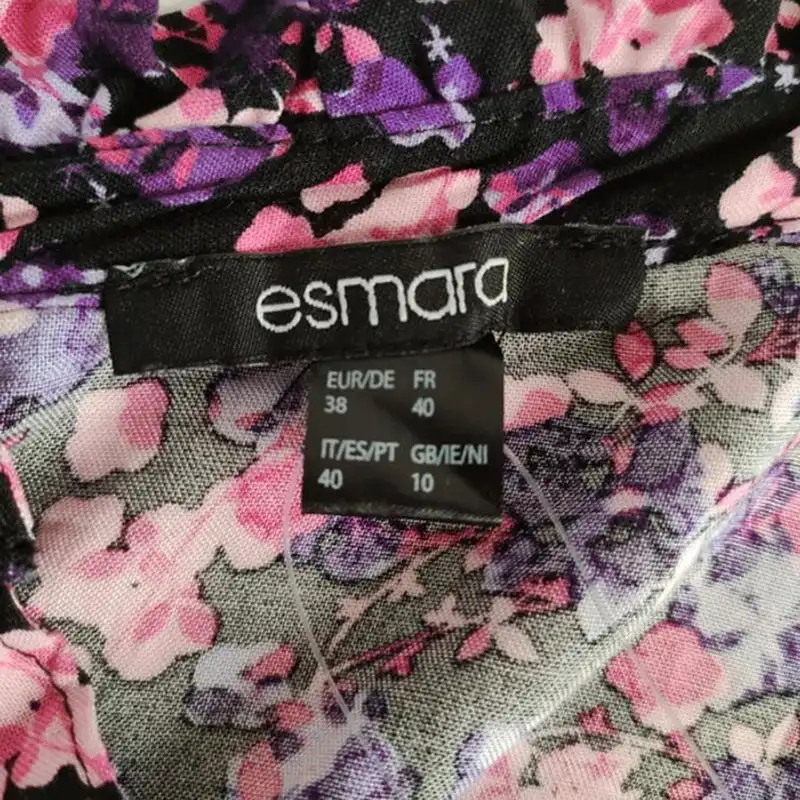 esmara
EUR/DE FR
38 40
IT/ES/PT GB/IE/NI
40 10